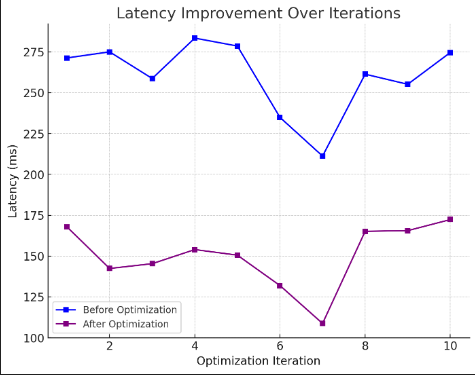 Latency Improvement Over Iterations
275
250
225
200
175
150
125
100
Latency (ms)
Before Optimization
After Optimization
2 4 6 8 10
Optimization Iteration